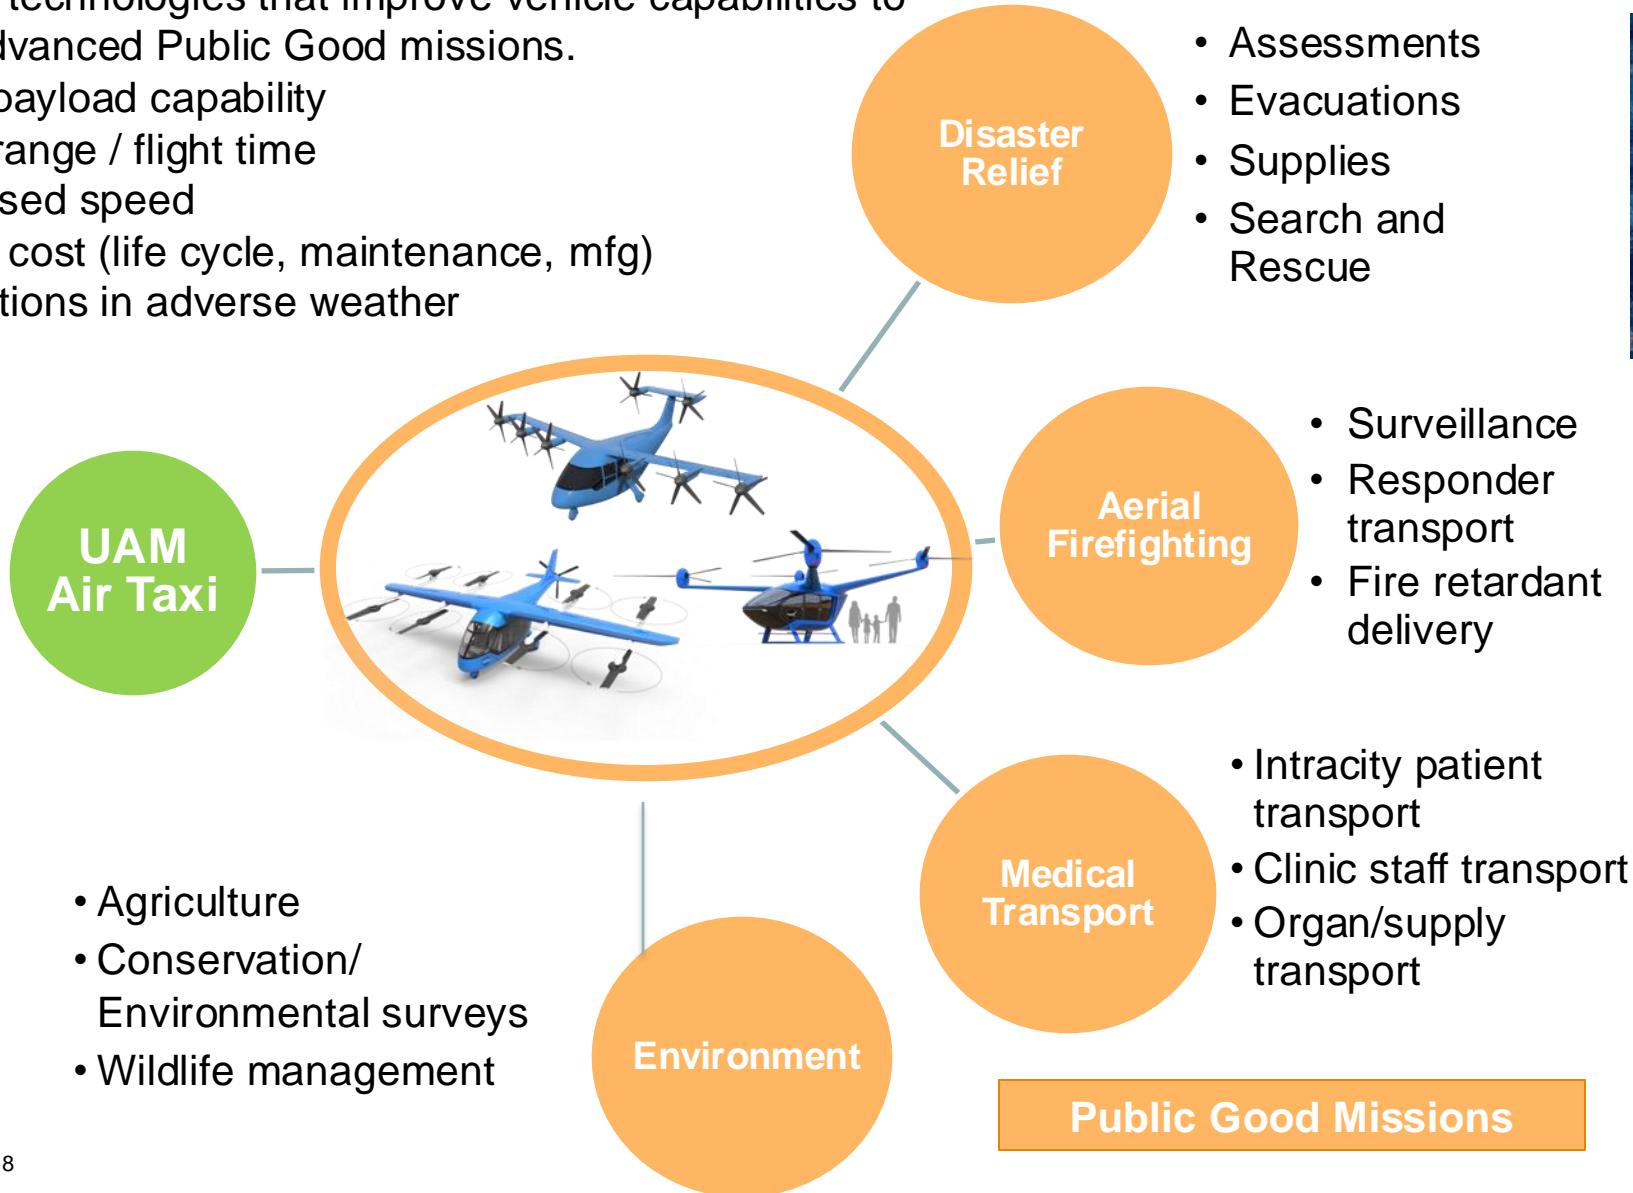 technologies that improve vehicle capabilities to
dvanced Public Good missions.
payload capability
range / flight time
sed speed
cost (life cycle, maintenance, mfg)
tions in adverse weather
Disaster
Relief
• Assessments
• Evacuations
• Supplies
• Search and
Rescue
UAM
Air Taxi
Aerial
Firefighting
• Surveillance
• Responder
transport
• Fire retardant
delivery
Medical
Transport
• Intracity patient
transport
• Clinic staff transport
• Organ/supply
transport
• Agriculture
• Conservation/
Environmental surveys
• Wildlife management
Environment
Public Good Missions
8